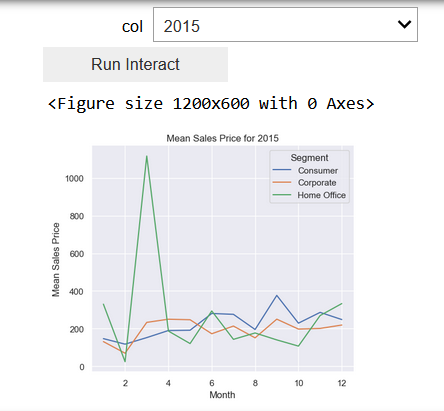 col 2015
Run Interact
<Figure size 1200x600 with 0 Axes>
Mean Sales Price for 2015
Segment
Consumer
Corporate
Home Office
Mean Sales Price
1000
800
600
400
200
0
2 4 6 8 10 12
Month